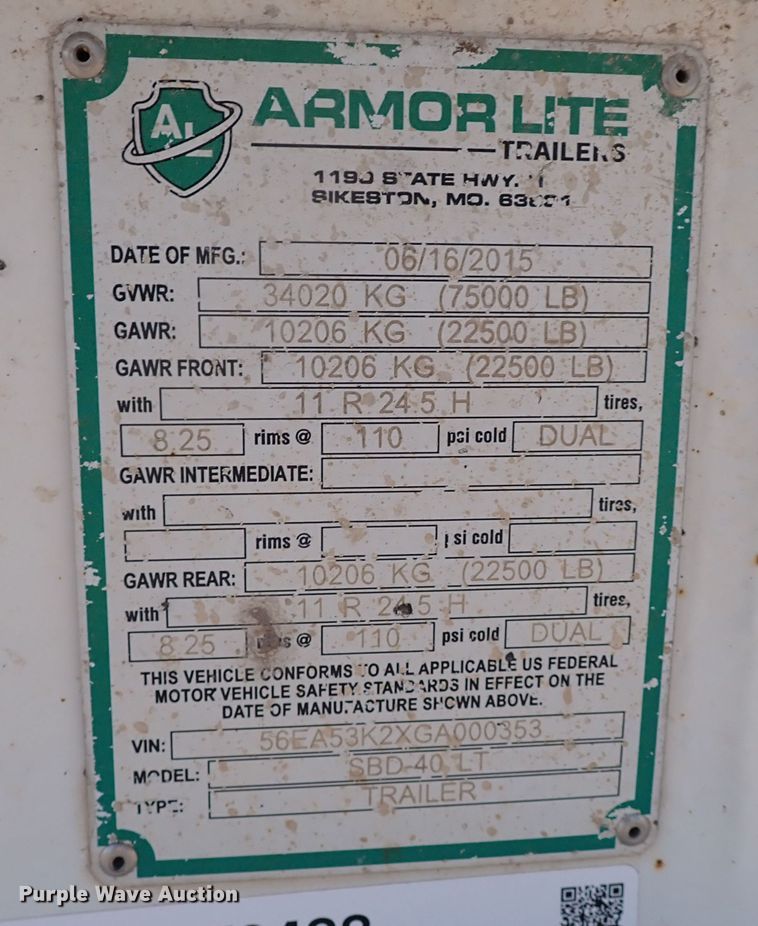 AL ARMOR LITE
TRAILERS
STATE HWY.
SIKESTON, MO.
DATE OF MFG.: 06/16/2015
GVWR: 34020 KG (75000 LB)
GAWR: 10206 KG (22500 LB)
GAWR FRONT: 10206 KG (22500 LB)
with 11 R 24.5 H tires,
8.25 rims @ 110 psi cold DUAL
GAWR INTERMEDIATE:
with tires,
rims @ psi cold
GAWR REAR: 10206 KG (22500 LB)
with 11 R 24.5 H tires,
8.25 rims @ 110 psi cold DUAL
THIS VEHICLE CONFORMS TO ALL APPLICABLE US FEDERAL
MOTOR VEHICLE SAFETY STANDARDS IN EFFECT ON THE
DATE OF MANUFACTURE SHOWN ABOVE.
VIN: 56EA53K2XGA000353
MODEL: SBD-40 LT
TYPE: TRAILER
Purple Wave Auction